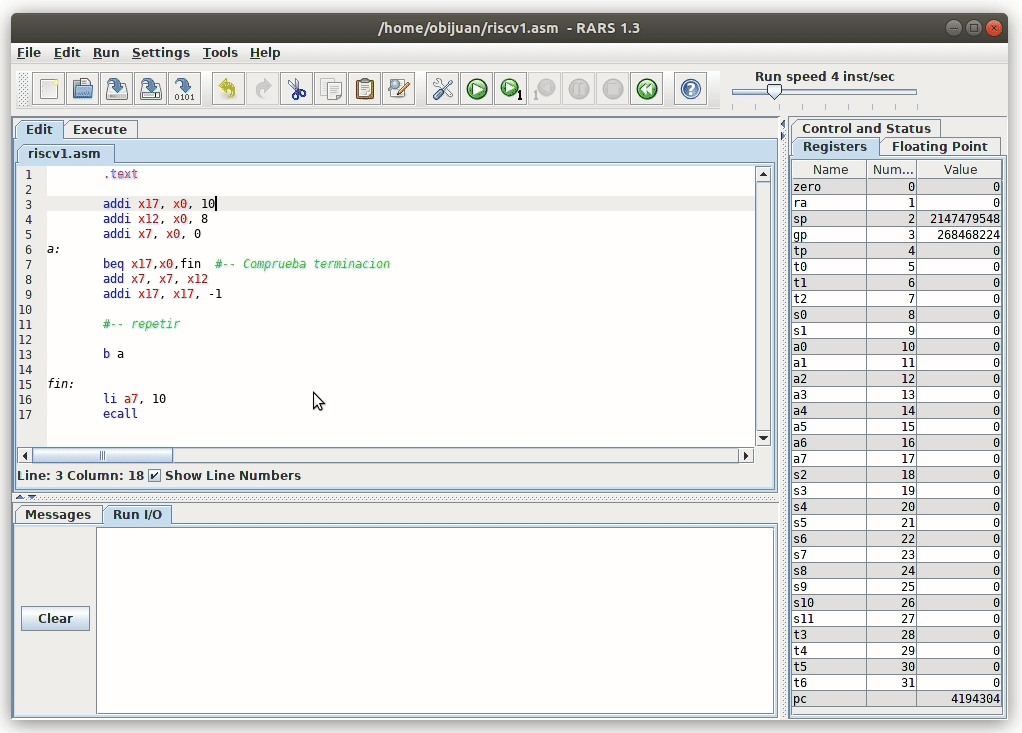 /home/obijuan/riscv1.asm - RARS 1.3
File Edit Run Settings Tools Help
0101
1
1
Run speed 4 inst/sec
Edit Execute
riscv1.asm
1 .text
2
3 addi x17, x0, 10
4 addi x12, x0, 8
5 addi x7, x0, 0
6 a:
7 beq x17,x0,fin #-- Comprueba terminacion
8 add x7, x7, x12
9 addi x17, x17, -1
10
11 #-- repetir
12
13 b a
14
15 fin:
16 li a7, 10
17 ecall
Line: 3 Column: 18 Show Line Numbers
Messages Run I/O
Clear
Control and Status
Registers Floating Point
Name Num... Value
zero 0 0
ra 1 0
sp 2 2147479548
gp 3 268468224
tp 4 0
t0 5 0
t1 6 0
t2 7 0
s0 8 0
s1 9 0
a0 10 0
a1 11 0
a2 12 0
a3 13 0
a4 14 0
a5 15 0
a6 16 0
a7 17 0
s2 18 0
s3 19 0
s4 20 0
s5 21 0
s6 22 0
s7 23 0
s8 24 0
s9 25 0
s10 26 0
s11 27 0
t3 28 0
t4 29 0
t5 30 0
t6 31 0
pc 4194304